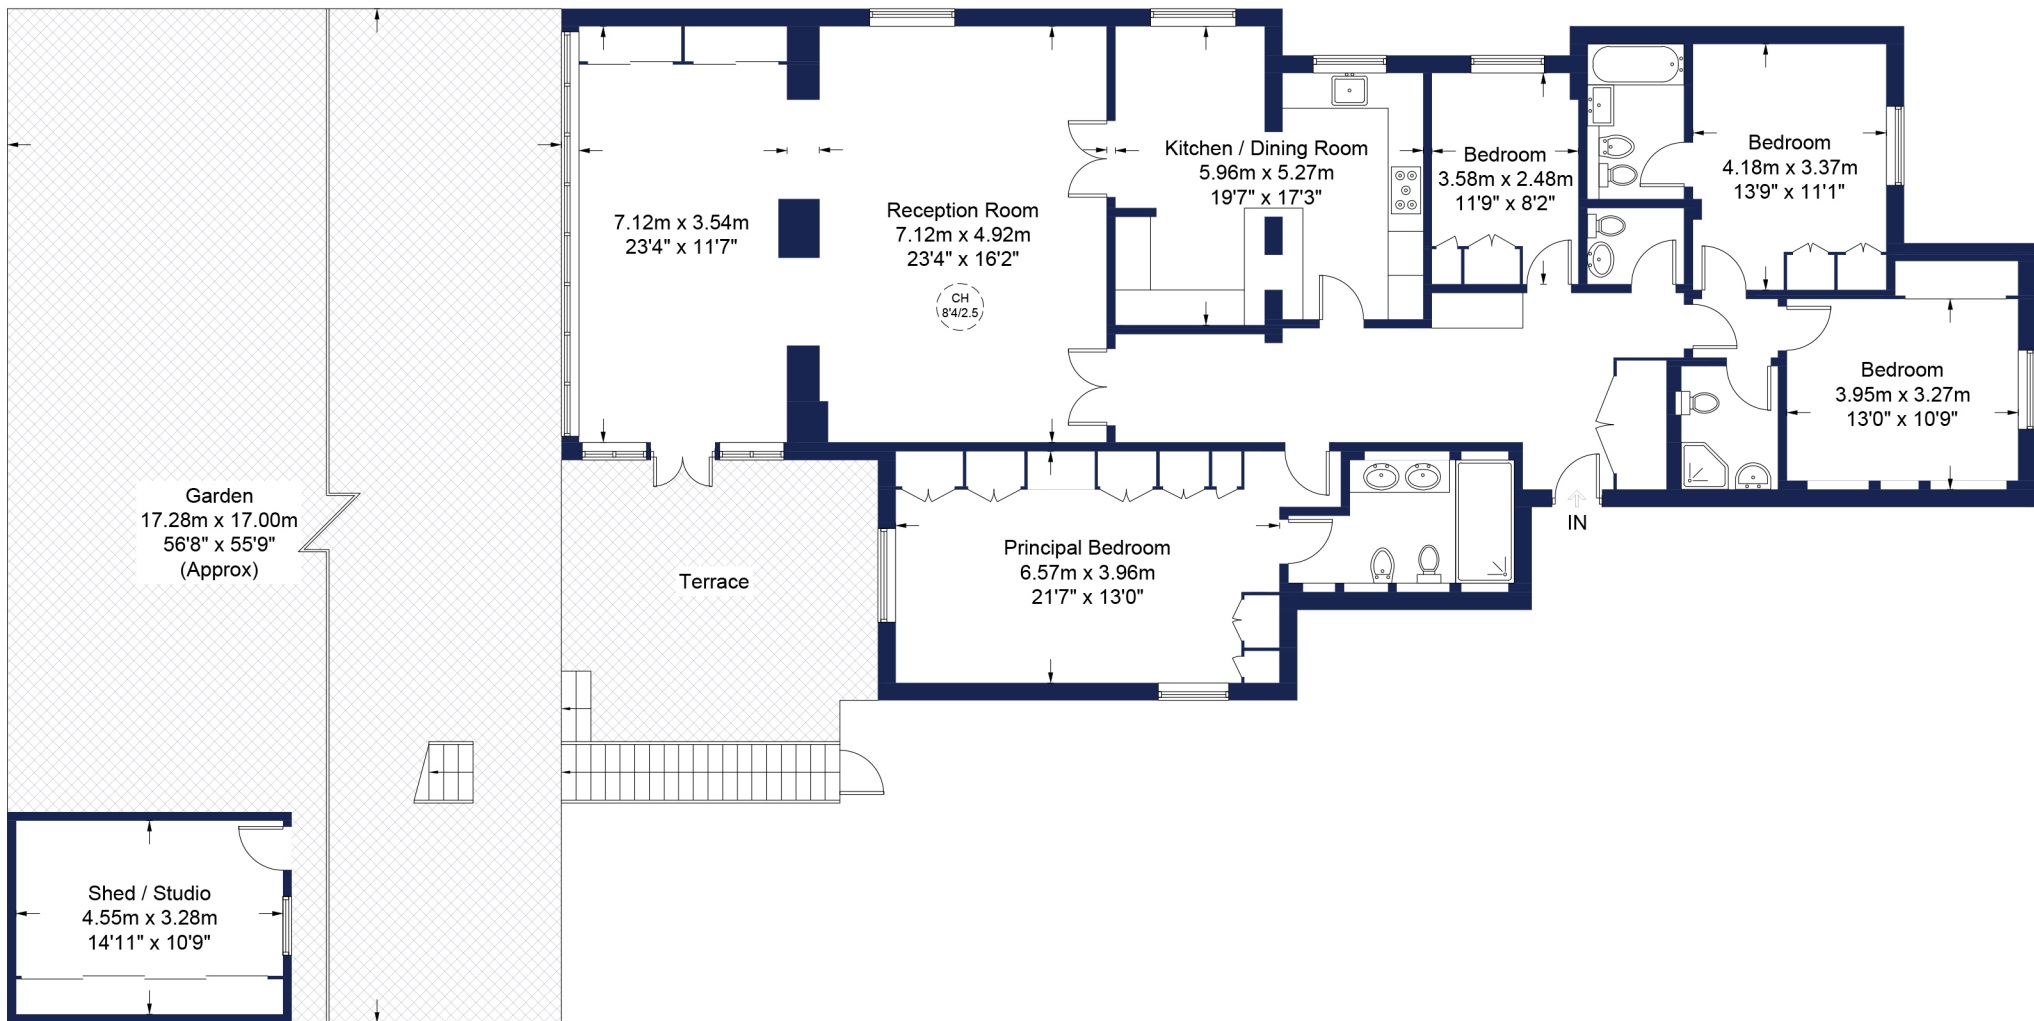 Garden
17.28m x 17.00m
56'8" x 55'9"
(Approx)
Shed / Studio
4.55m x 3.28m
14'11" x 10'9"
7.12m x 3.54m
23'4" x 11'7"
Reception Room
7.12m x 4.92m
23'4" x 16'2"
CH
8'4/2.5
Terrace
Principal Bedroom
6.57m x 3.96m
21'7" x 13'0"
Kitchen / Dining Room
5.96m x 5.27m
19'7" x 17'3"
Bedroom
3.58m x 2.48m
11'9" x 8'2"
Bedroom
4.18m x 3.37m
13'9" x 11'1"
Bedroom
3.95m x 3.27m
13'0" x 10'9"
IN